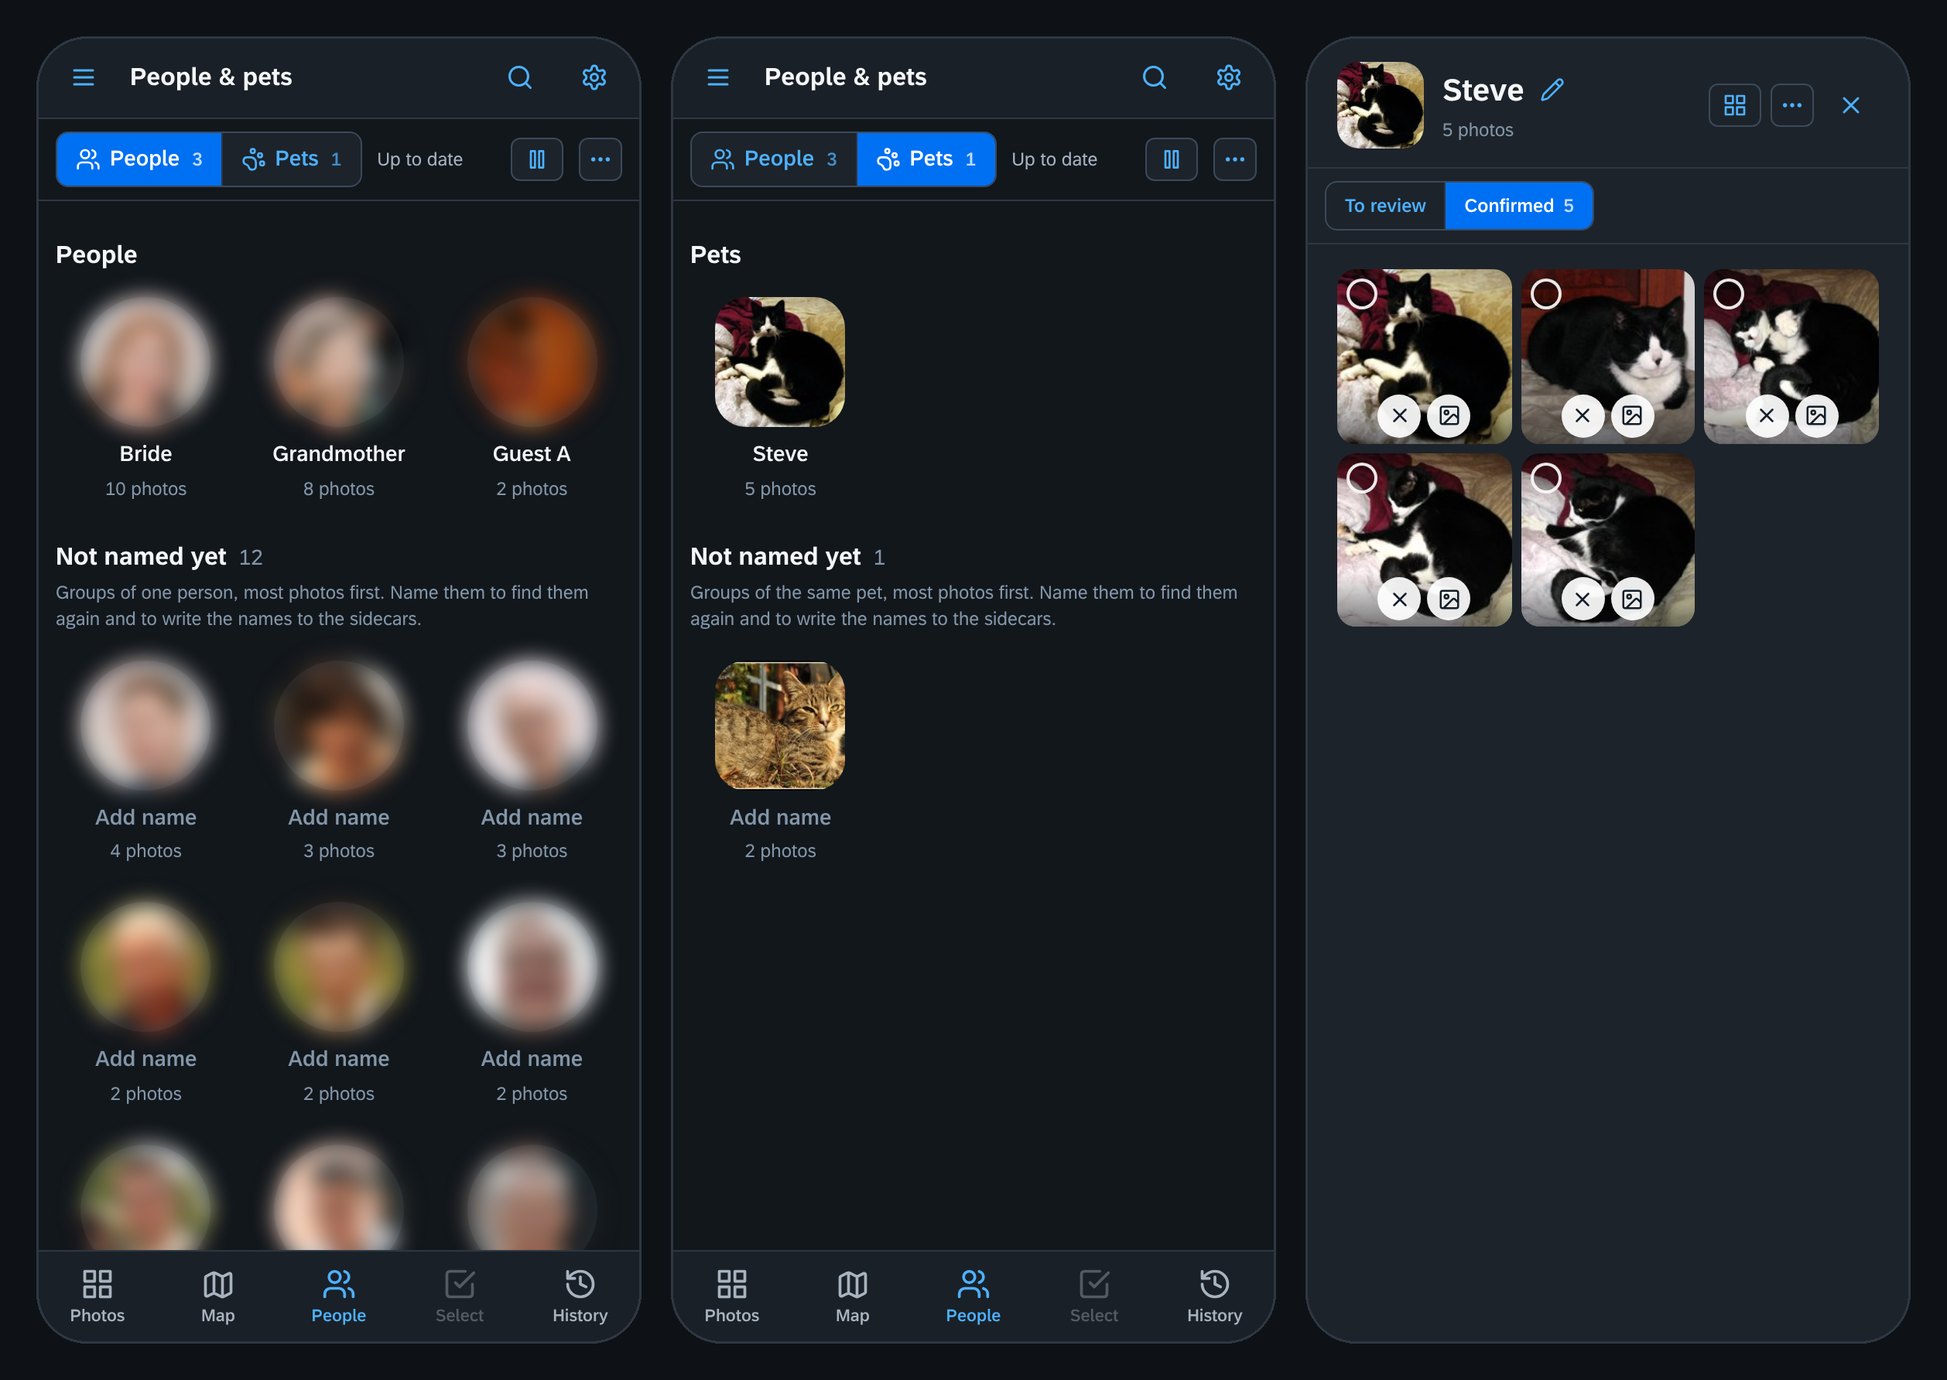 People & pets
People 3
Pets 1
Up to date
People
Bride
10 photos
Grandmother
8 photos
Guest A
2 photos
Not named yet 12
Groups of one person, most photos first. Name them to find them
again and to write the names to the sidecars.
Add name
4 photos
Add name
3 photos
Add name
3 photos
Add name
2 photos
Add name
2 photos
Add name
2 photos
Photos
Map
People
Select
History
People & pets
People 3
Pets 1
Up to date
Pets
Steve
5 photos
Not named yet 1
Groups of the same pet, most photos first. Name them to find them
again and to write the names to the sidecars.
Add name
2 photos
Photos
Map
People
Select
History
Steve
5 photos
To review
Confirmed 5